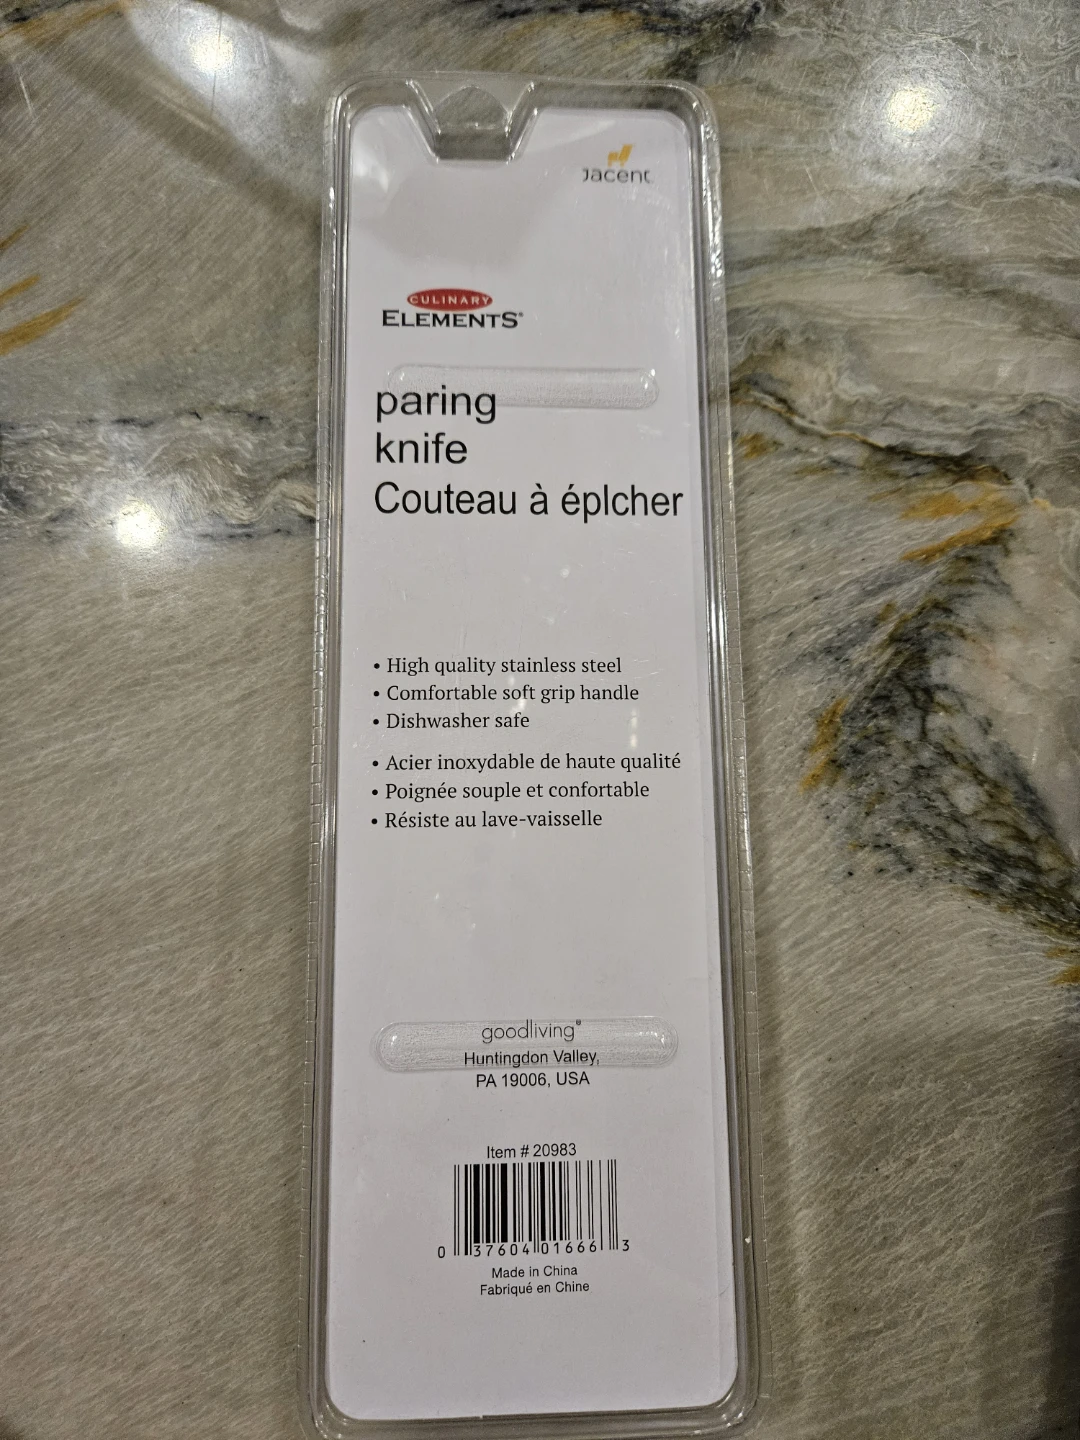 Jacent
CULINARY
ELEMENTS®
paring
knife
Couteau à éplcher
• High quality stainless steel
• Comfortable soft grip handle
• Dishwasher safe
• Acier inoxydable de haute qualité
• Poignée souple et confortable
• Résiste au lave-vaisselle
goodliving®
Huntingdon Valley,
PA 19006, USA
Item # 20983
0 37604 01666 3
Made in China
Fabriqué en Chine